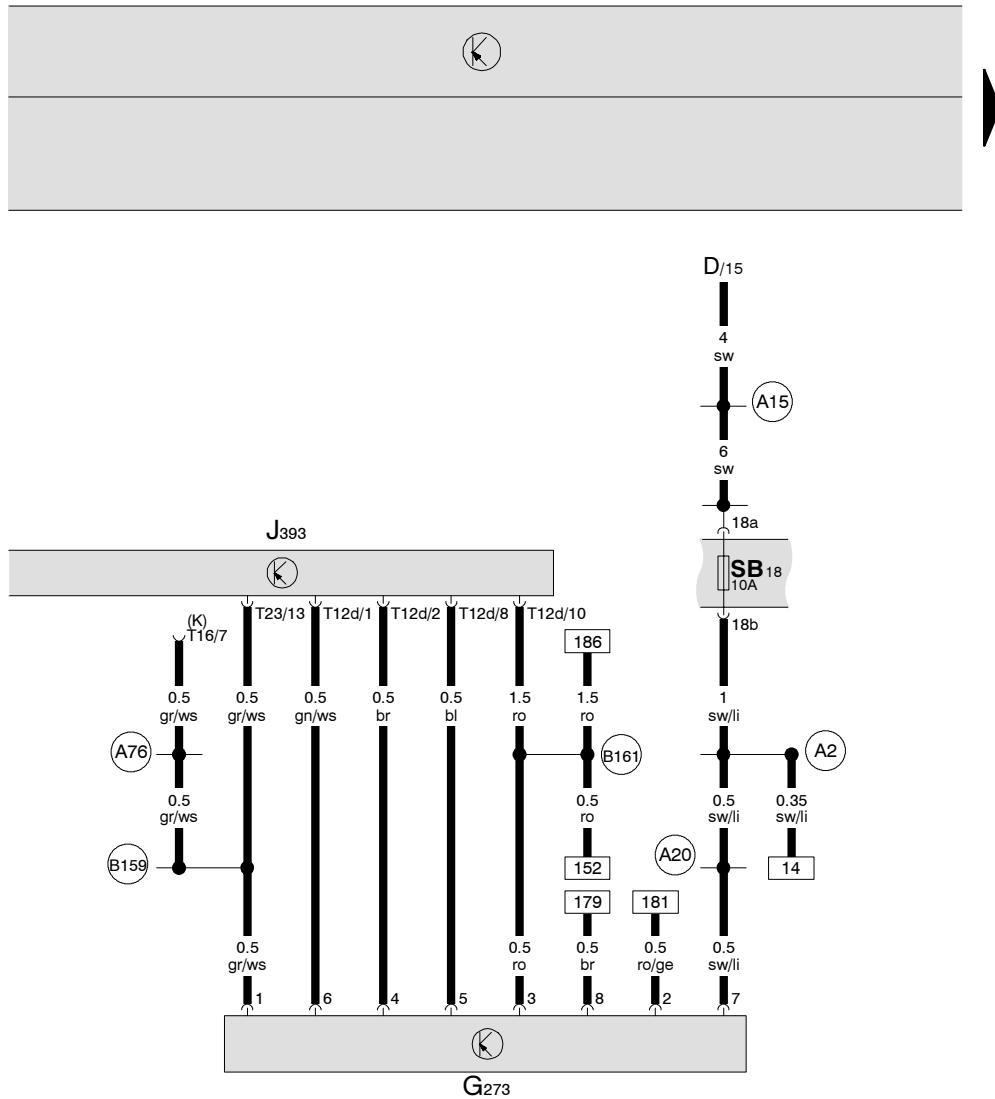 D/15
4
sw
A15
6
sw
18a
J393
SB18
10A
T23/13 T12d/1 T12d/2 T12d/8 T12d/10
18b
(K)
T16/7
186
0.5 0.5 0.5 0.5 0.5 1.5 1.5 1
gr/ws gr/ws gn/ws br bl ro ro sw/li
A76 B161 A2
0.5 0.5 0.5 0.35
gr/ws ro sw/li sw/li
B159 152 A20 14
179 181
0.5 0.5 0.5 0.5 0.5
gr/ws ro br ro/ge sw/li
1 6 4 5 3 8 2 7
G273